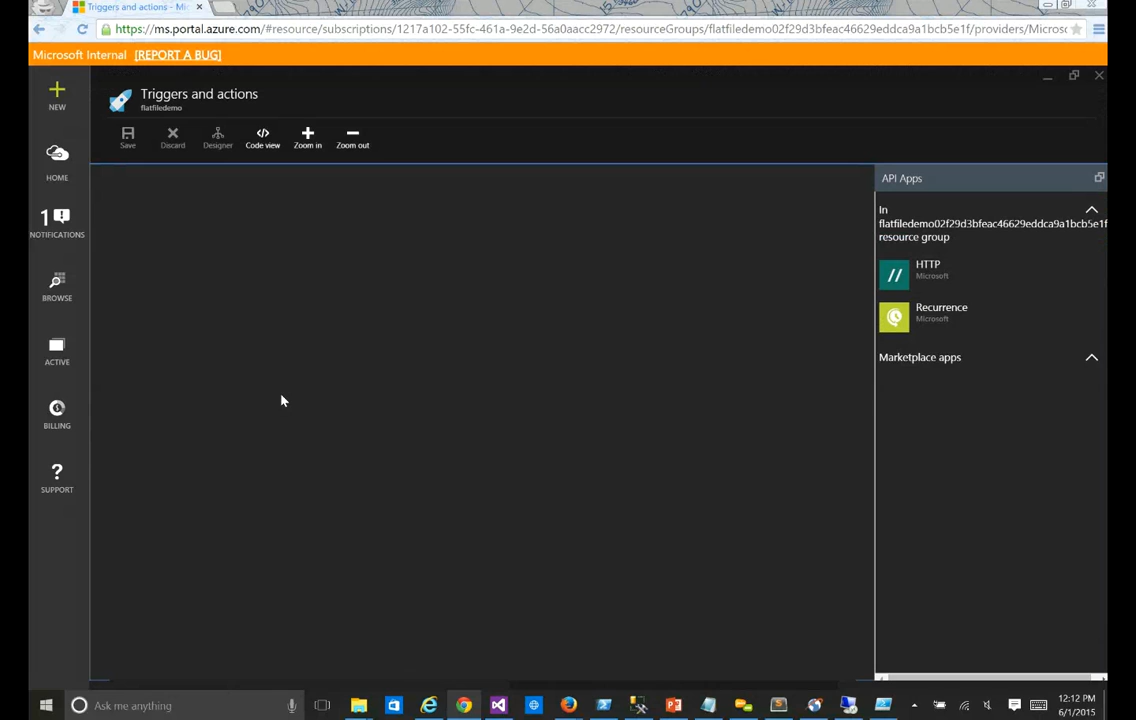 Triggers and actions - Mi
https://ms.portal.azure.com/#resource/subscriptions/1217a102-55fc-461a-9e2d-56a0aacc2972/resourceGroups/flatfiledemo02f29d3bfeac46629eddca9a1bcb5e1f/providers/Microso
Microsoft Internal [REPORT A BUG]
NEW
HOME
1
NOTIFICATIONS
BROWSE
ACTIVE
BILLING
?
SUPPORT
Triggers and actions
flatfiledemo
Save Discard Designer Code view Zoom in Zoom out
API Apps
In
flatfiledemo02f29d3bfeac46629eddca9a1bcb5e1f
resource group
HTTP
Microsoft
Recurrence
Microsoft
Marketplace apps
Ask me anything
12:12 PM
6/1/2015